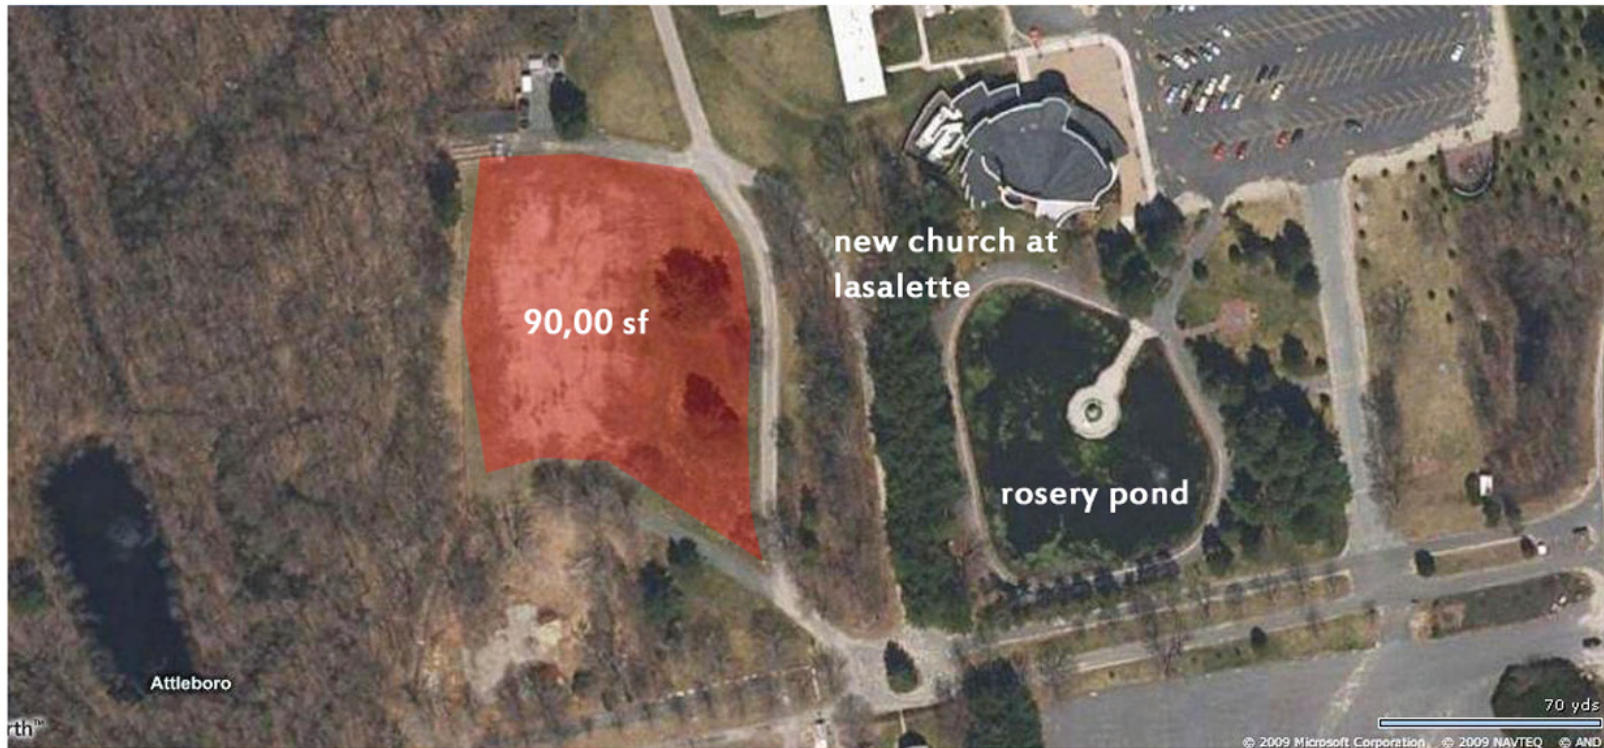 new church at
lasalette
90,00 sf
rosery pond
Attleboro
rth™
70 yds
© 2009 Microsoft Corporation © 2009 NAVTEQ © AND